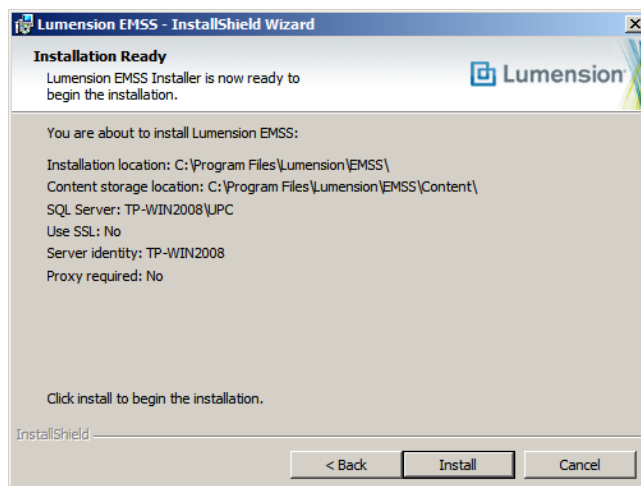 Lumension EMSS - InstallShield Wizard
Installation Ready
Lumension EMSS Installer is now ready to
begin the installation.
Lumension
You are about to install Lumension EMSS:
Installation location: C:\Program Files\Lumension\EMSS\
Content storage location: C:\Program Files\Lumension\EMSS\Content\
SQL Server: TP-WIN2008\UPC
Use SSL: No
Server identity: TP-WIN2008
Proxy required: No
Click install to begin the installation.
InstallShield
< Back Install Cancel